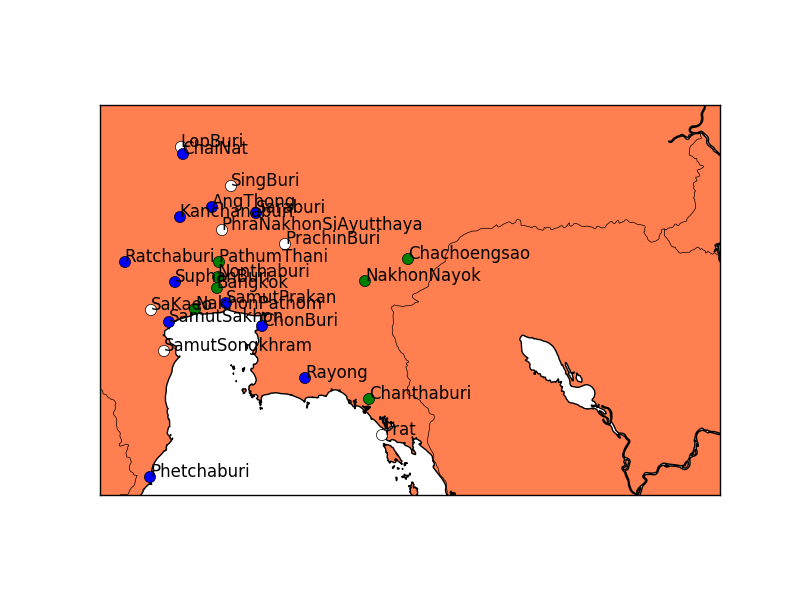 LopBuri
ChaiNat
SingBuri
AngThong
Saraburi
Kanchanaburi
PhraNakhonSiAyutthaya
PrachinBuri
Chachoengsao
Ratchaburi
PathumThani
Nonthaburi
NakhonNayok
SuphanBuri
Bangkok
SamutPrakan
SaKaeo
NakhonPathom
SamutSakhon
ChonBuri
SamutSongkhram
Rayong
Chanthaburi
Trat
Phetchaburi